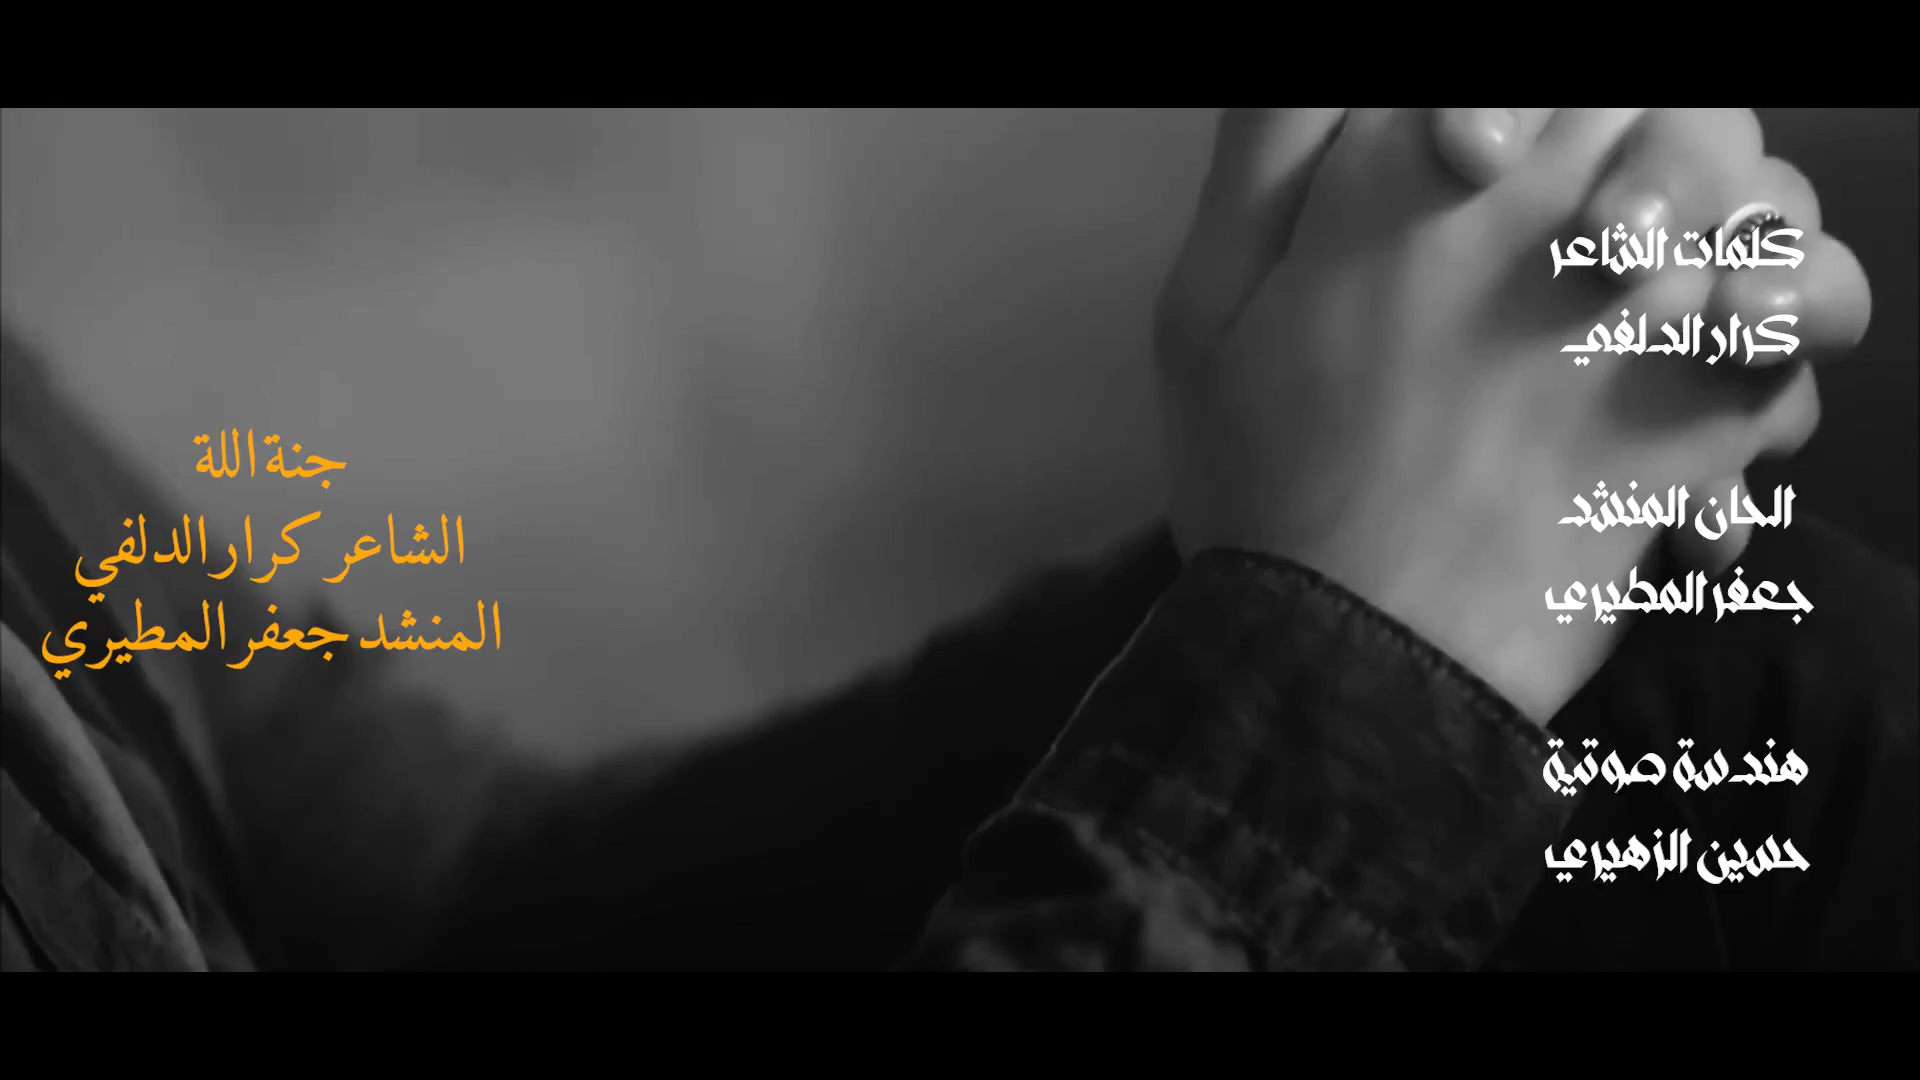 كلمات الشاعر
كرار الدلفي
الحان المنشد
جعفر المطيري
هندسة صوتية
حسين الزهيري
جنة اللة
الشاعر كرار الدلفي
المنشد جعفر المطيري